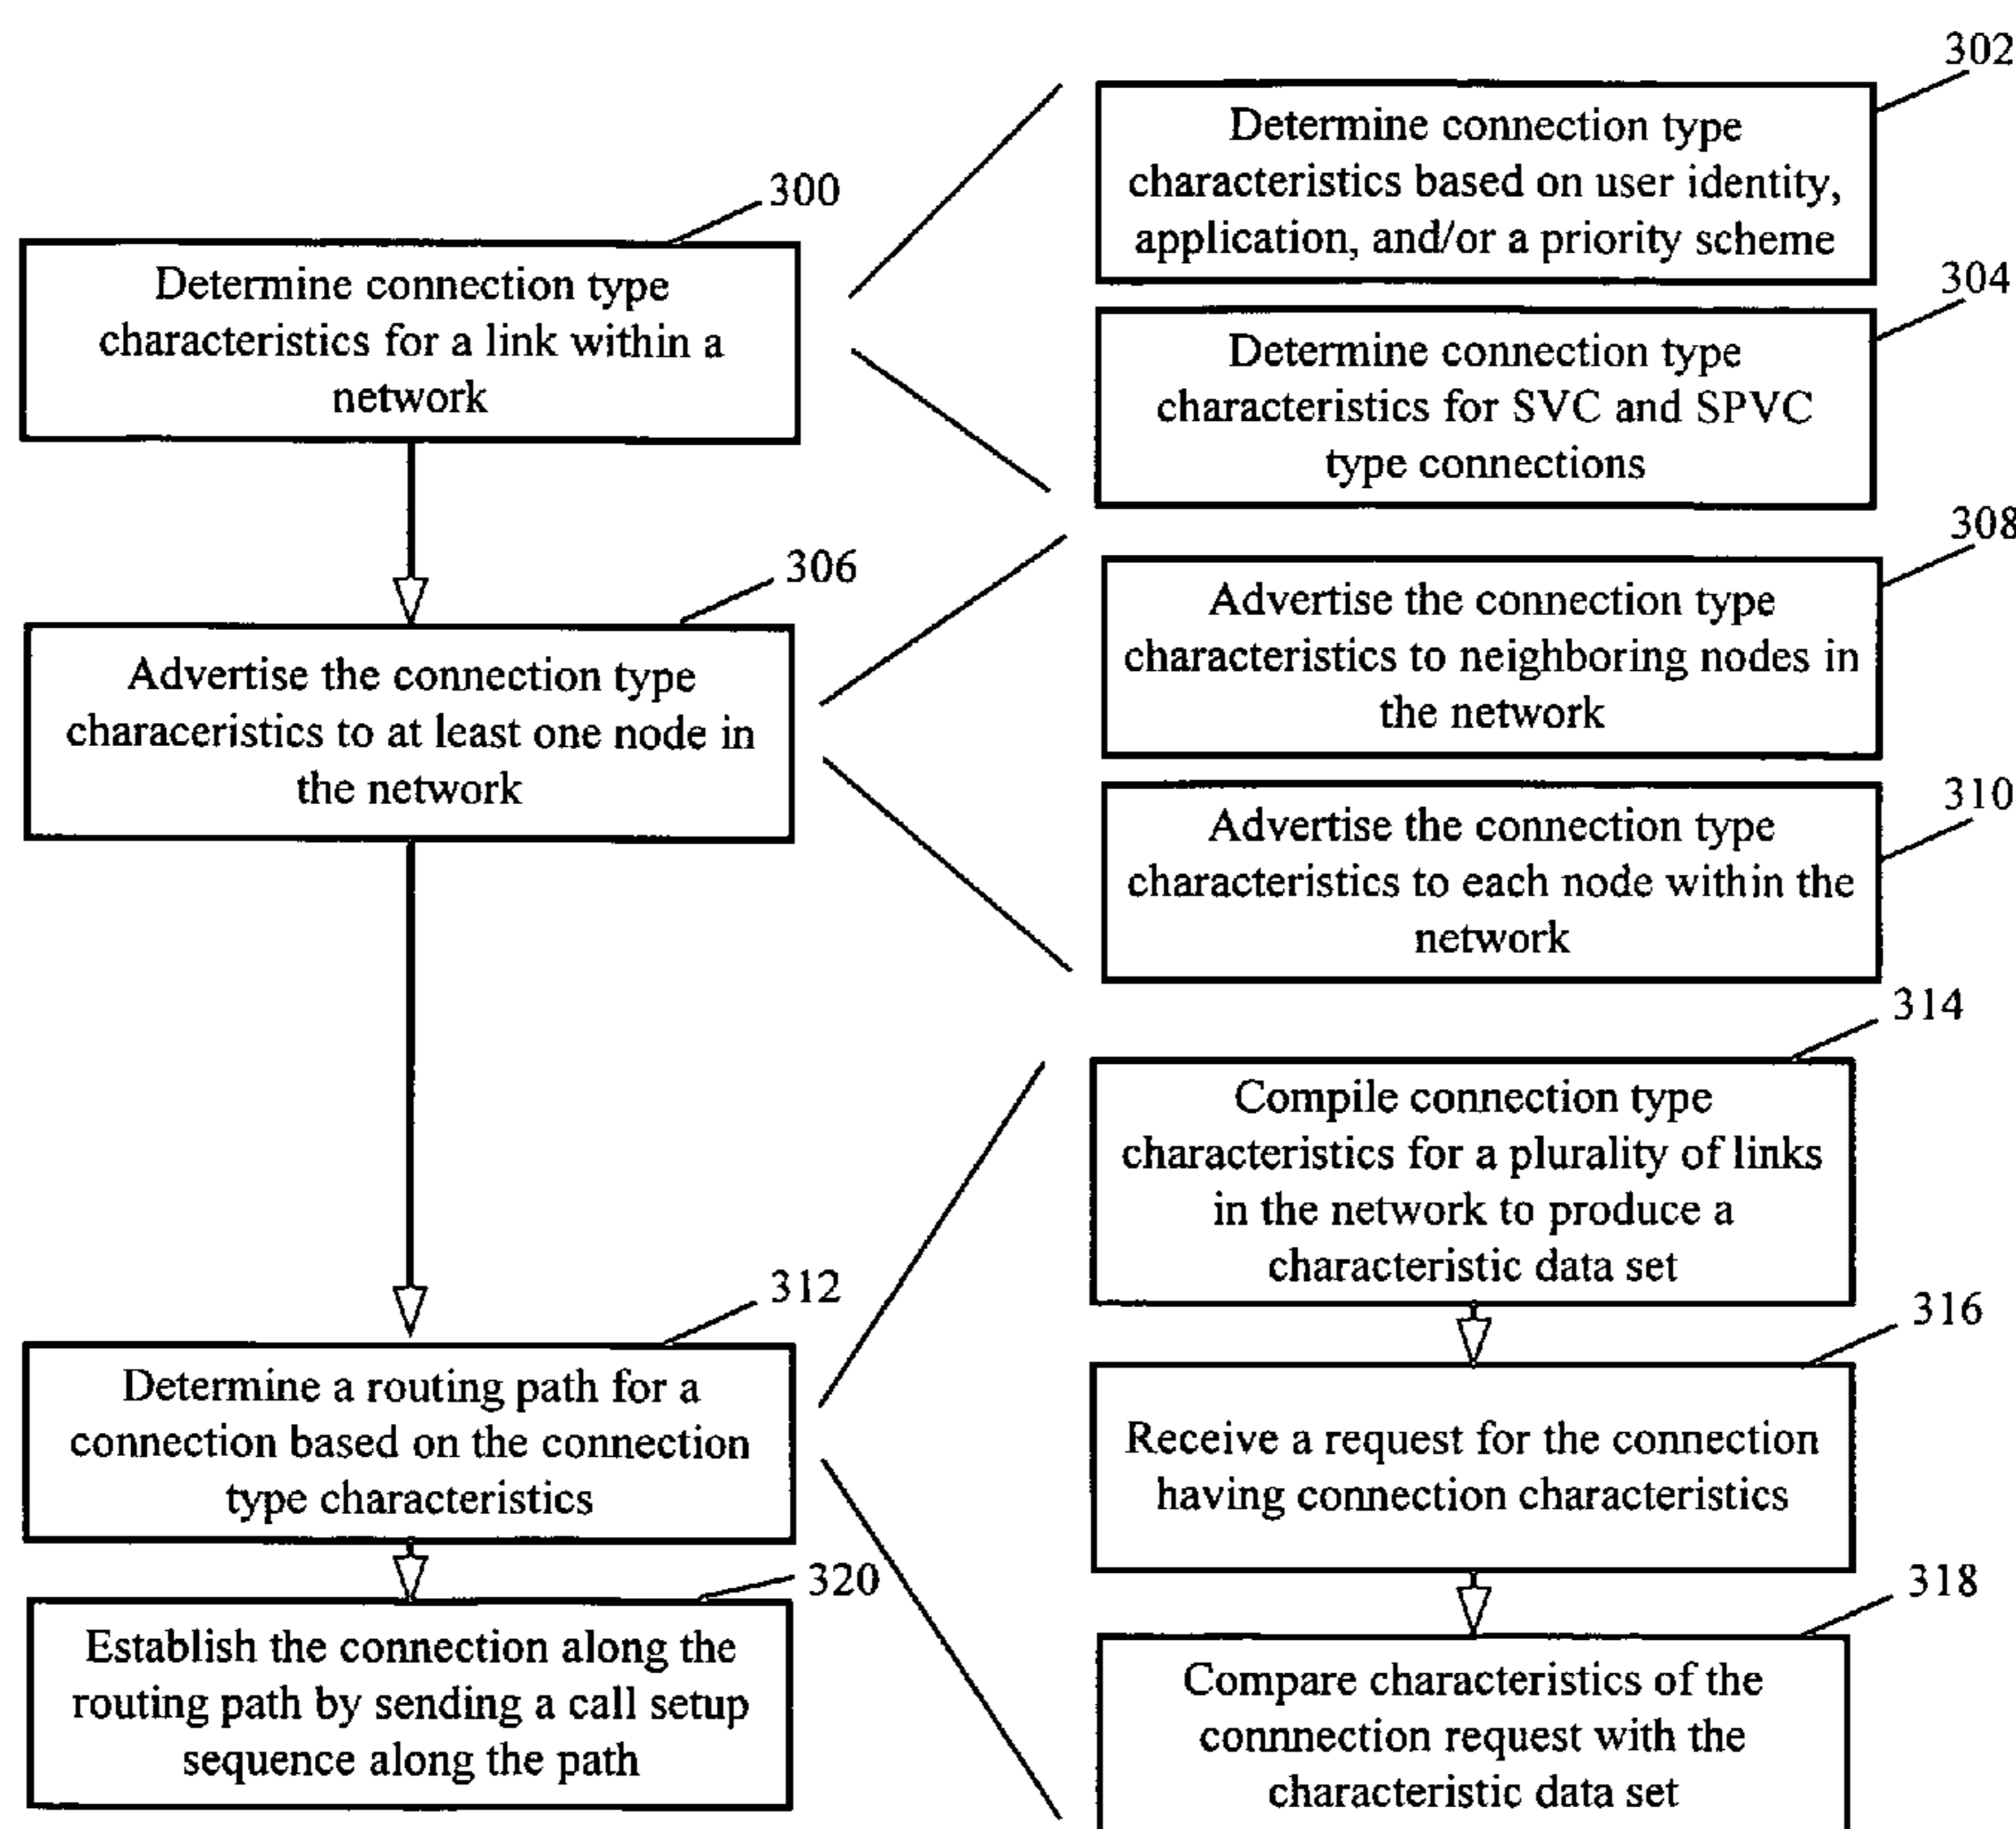 302
Determine connection type
characteristics based on user identity,
application, and/or a priority scheme
300
Determine connection type
characteristics for a link within a
network
304
Determine connection type
characteristics for SVC and SPVC
type connections
306
Advertise the connection type
characeristics to at least one node in
the network
308
Advertise the connection type
characteristics to neighboring nodes in
the network
310
Advertise the connection type
characteristics to each node within the
network
314
Compile connection type
characteristics for a plurality of links
in the network to produce a
characteristic data set
312
Determine a routing path for a
connection based on the connection
type characteristics
316
Receive a request for the connection
having connection characteristics
320
Establish the connection along the
routing path by sending a call setup
sequence along the path
318
Compare characteristics of the
connnection request with the
characteristic data set